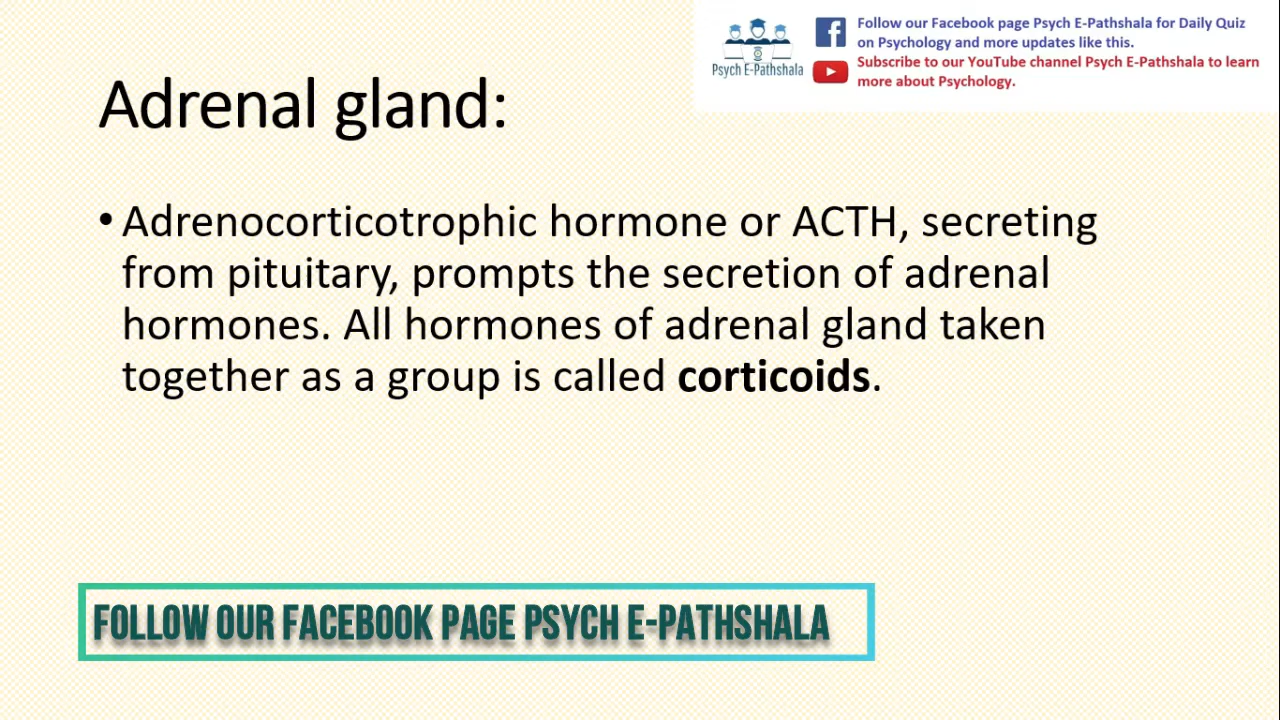 Follow our Facebook page Psych E-Pathshala for Daily Quiz
on Psychology and more updates like this.
Subscribe to our YouTube channel Psych E-Pathshala to learn
more about Psychology.
Psych E-Pathshala
Adrenal gland:
• Adrenocorticotrophic hormone or ACTH, secreting
from pituitary, prompts the secretion of adrenal
hormones. All hormones of adrenal gland taken
together as a group is called corticoids.
FOLLOW OUR FACEBOOK PAGE PSYCH E-PATHSHALA